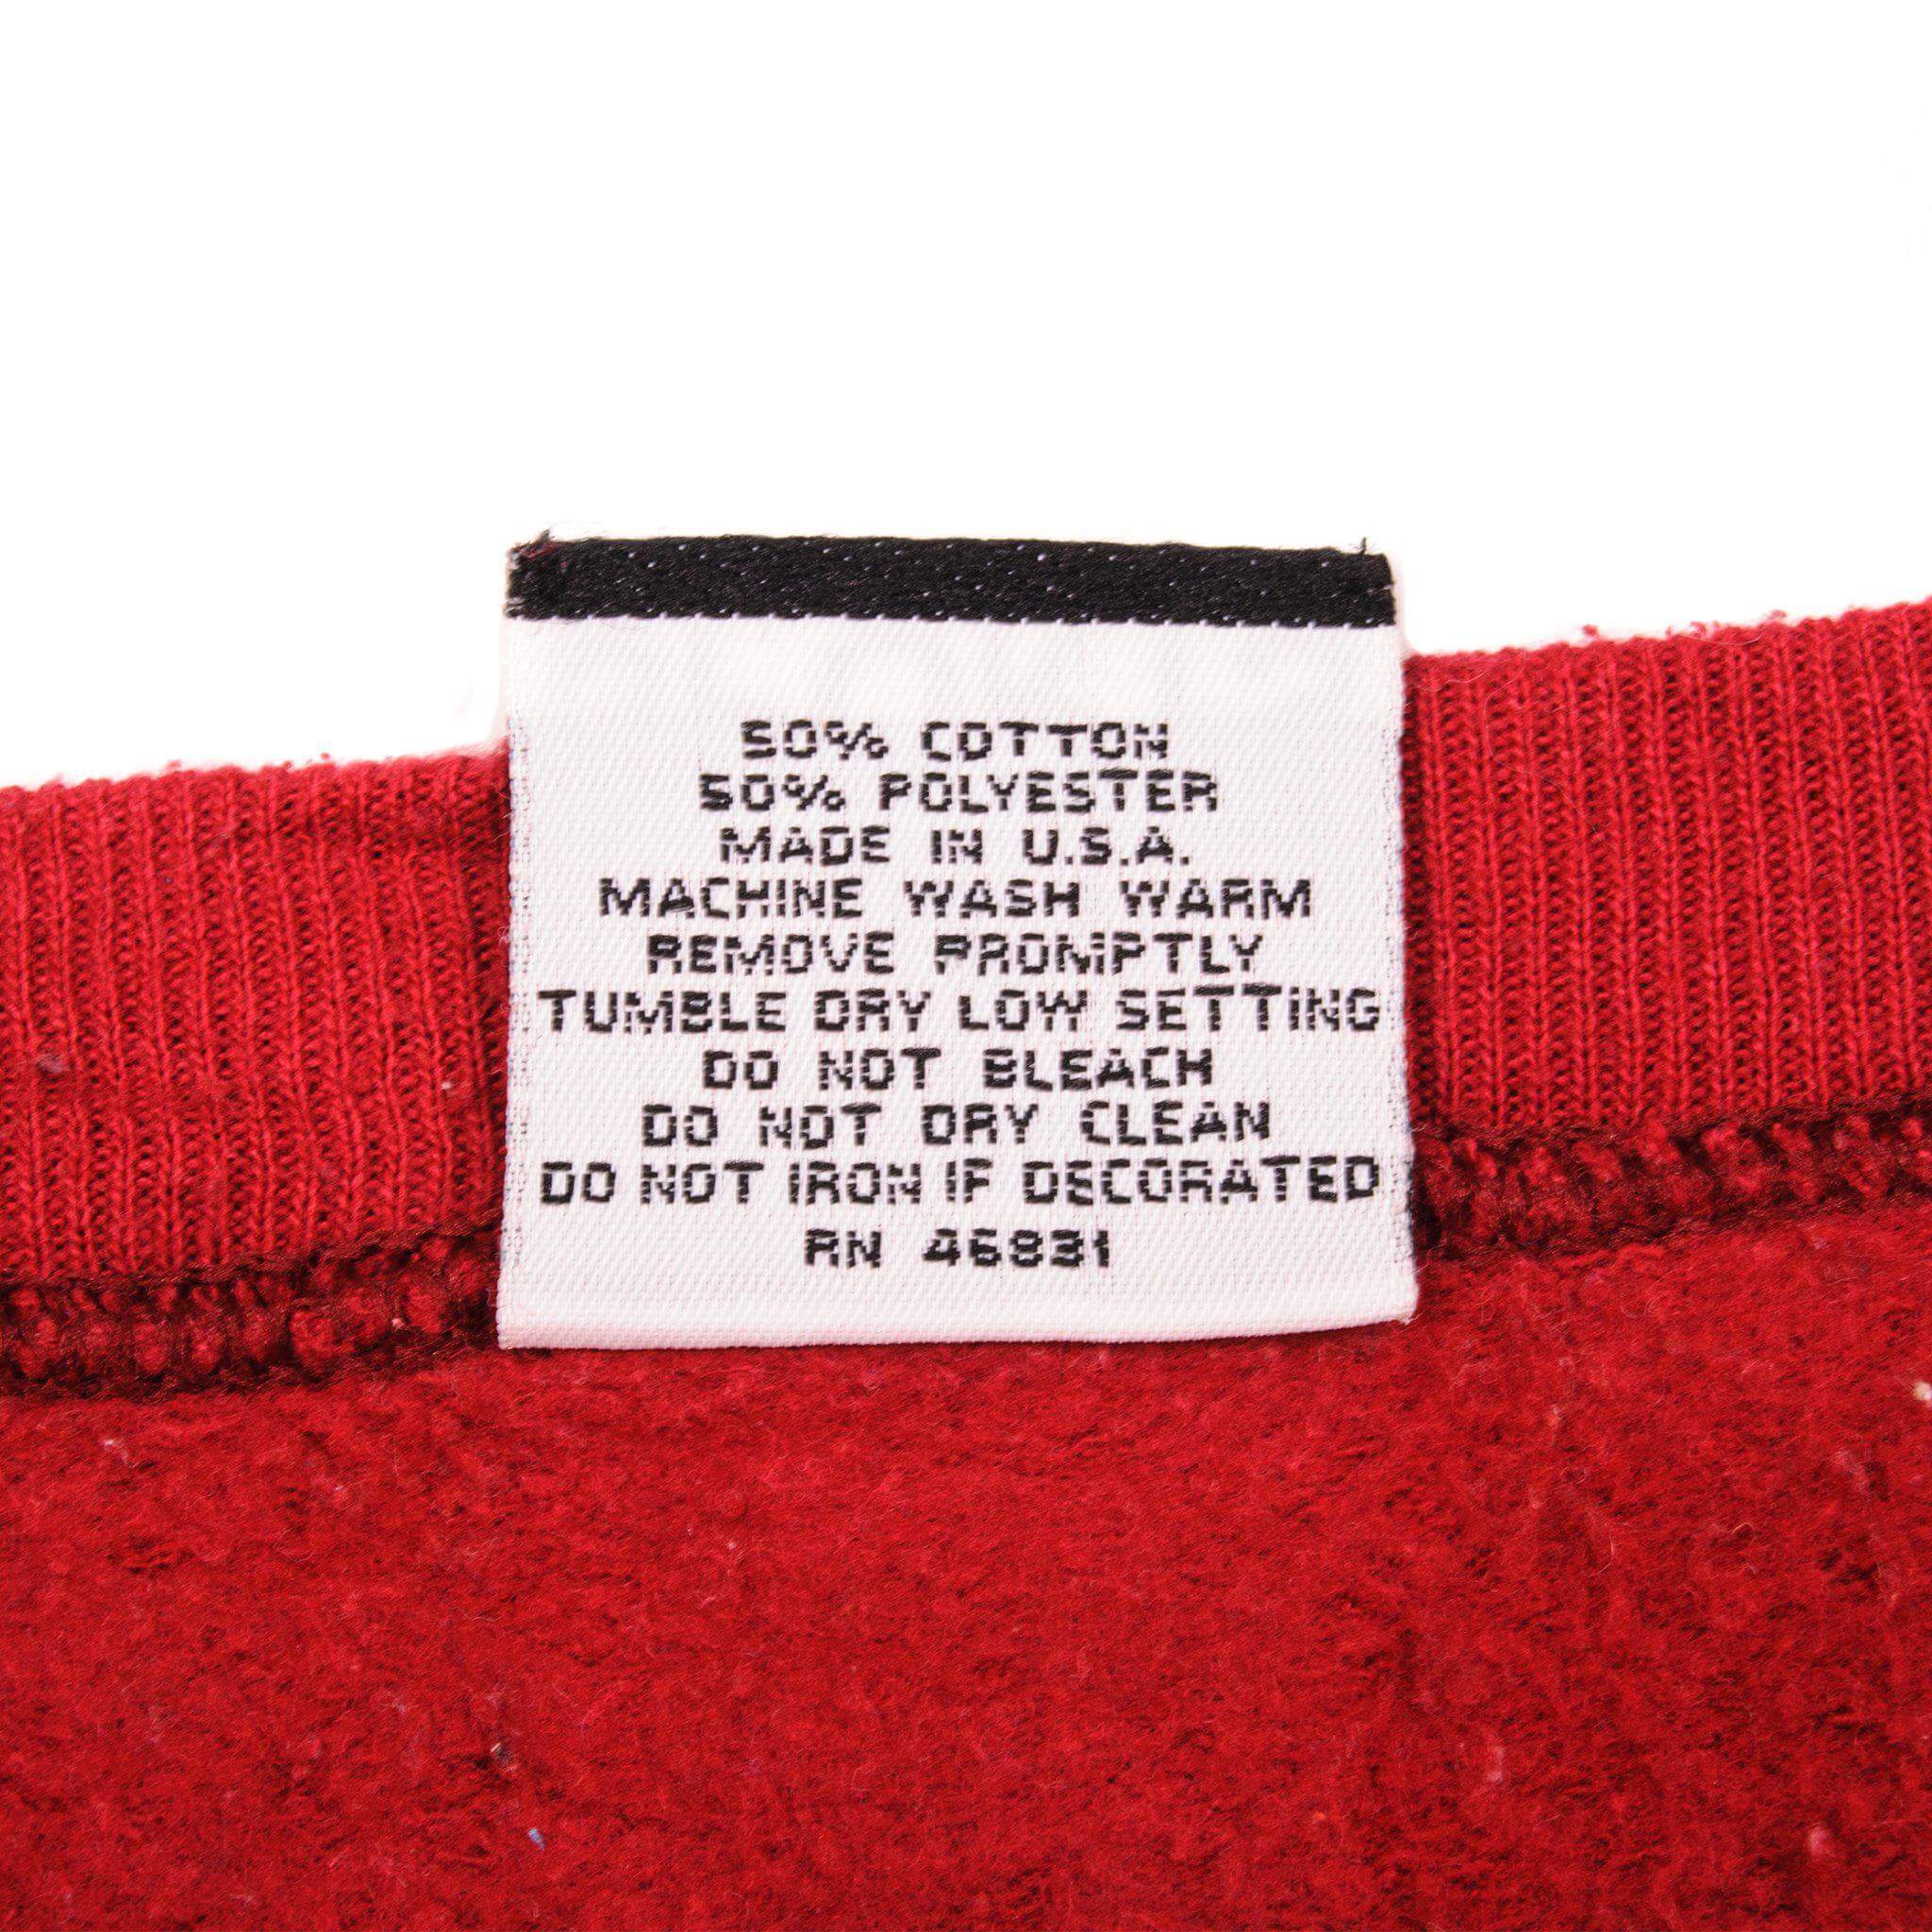 50% COTTON
50% POLYESTER
MADE IN U.S.A.
MACHINE WASH WARM
REMOVE PROMPTLY
TUMBLE DRY LOW SETTING
DO NOT BLEACH
DO NOT DRY CLEAN
DO NOT IRON IF DECORATED
RN 46831